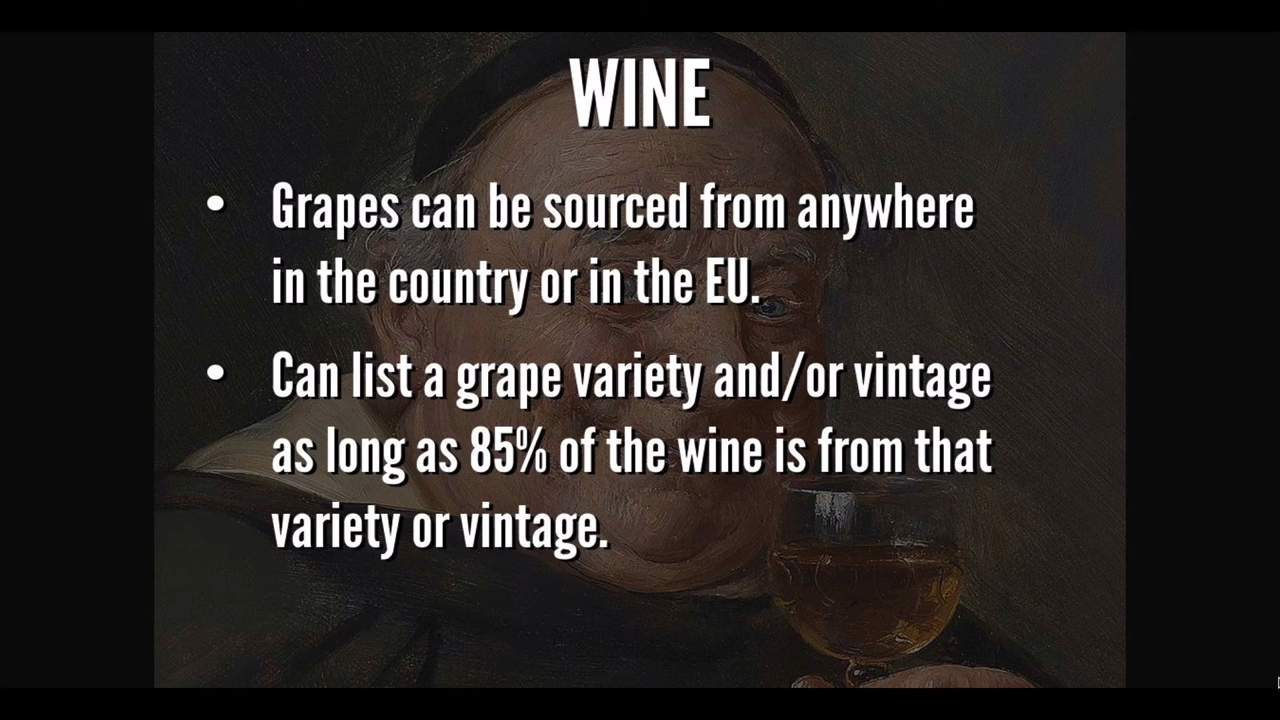 WINE
• Grapes can be sourced from anywhere
in the country or in the EU.
• Can list a grape variety and/or vintage
as long as 85% of the wine is from that
variety or vintage.